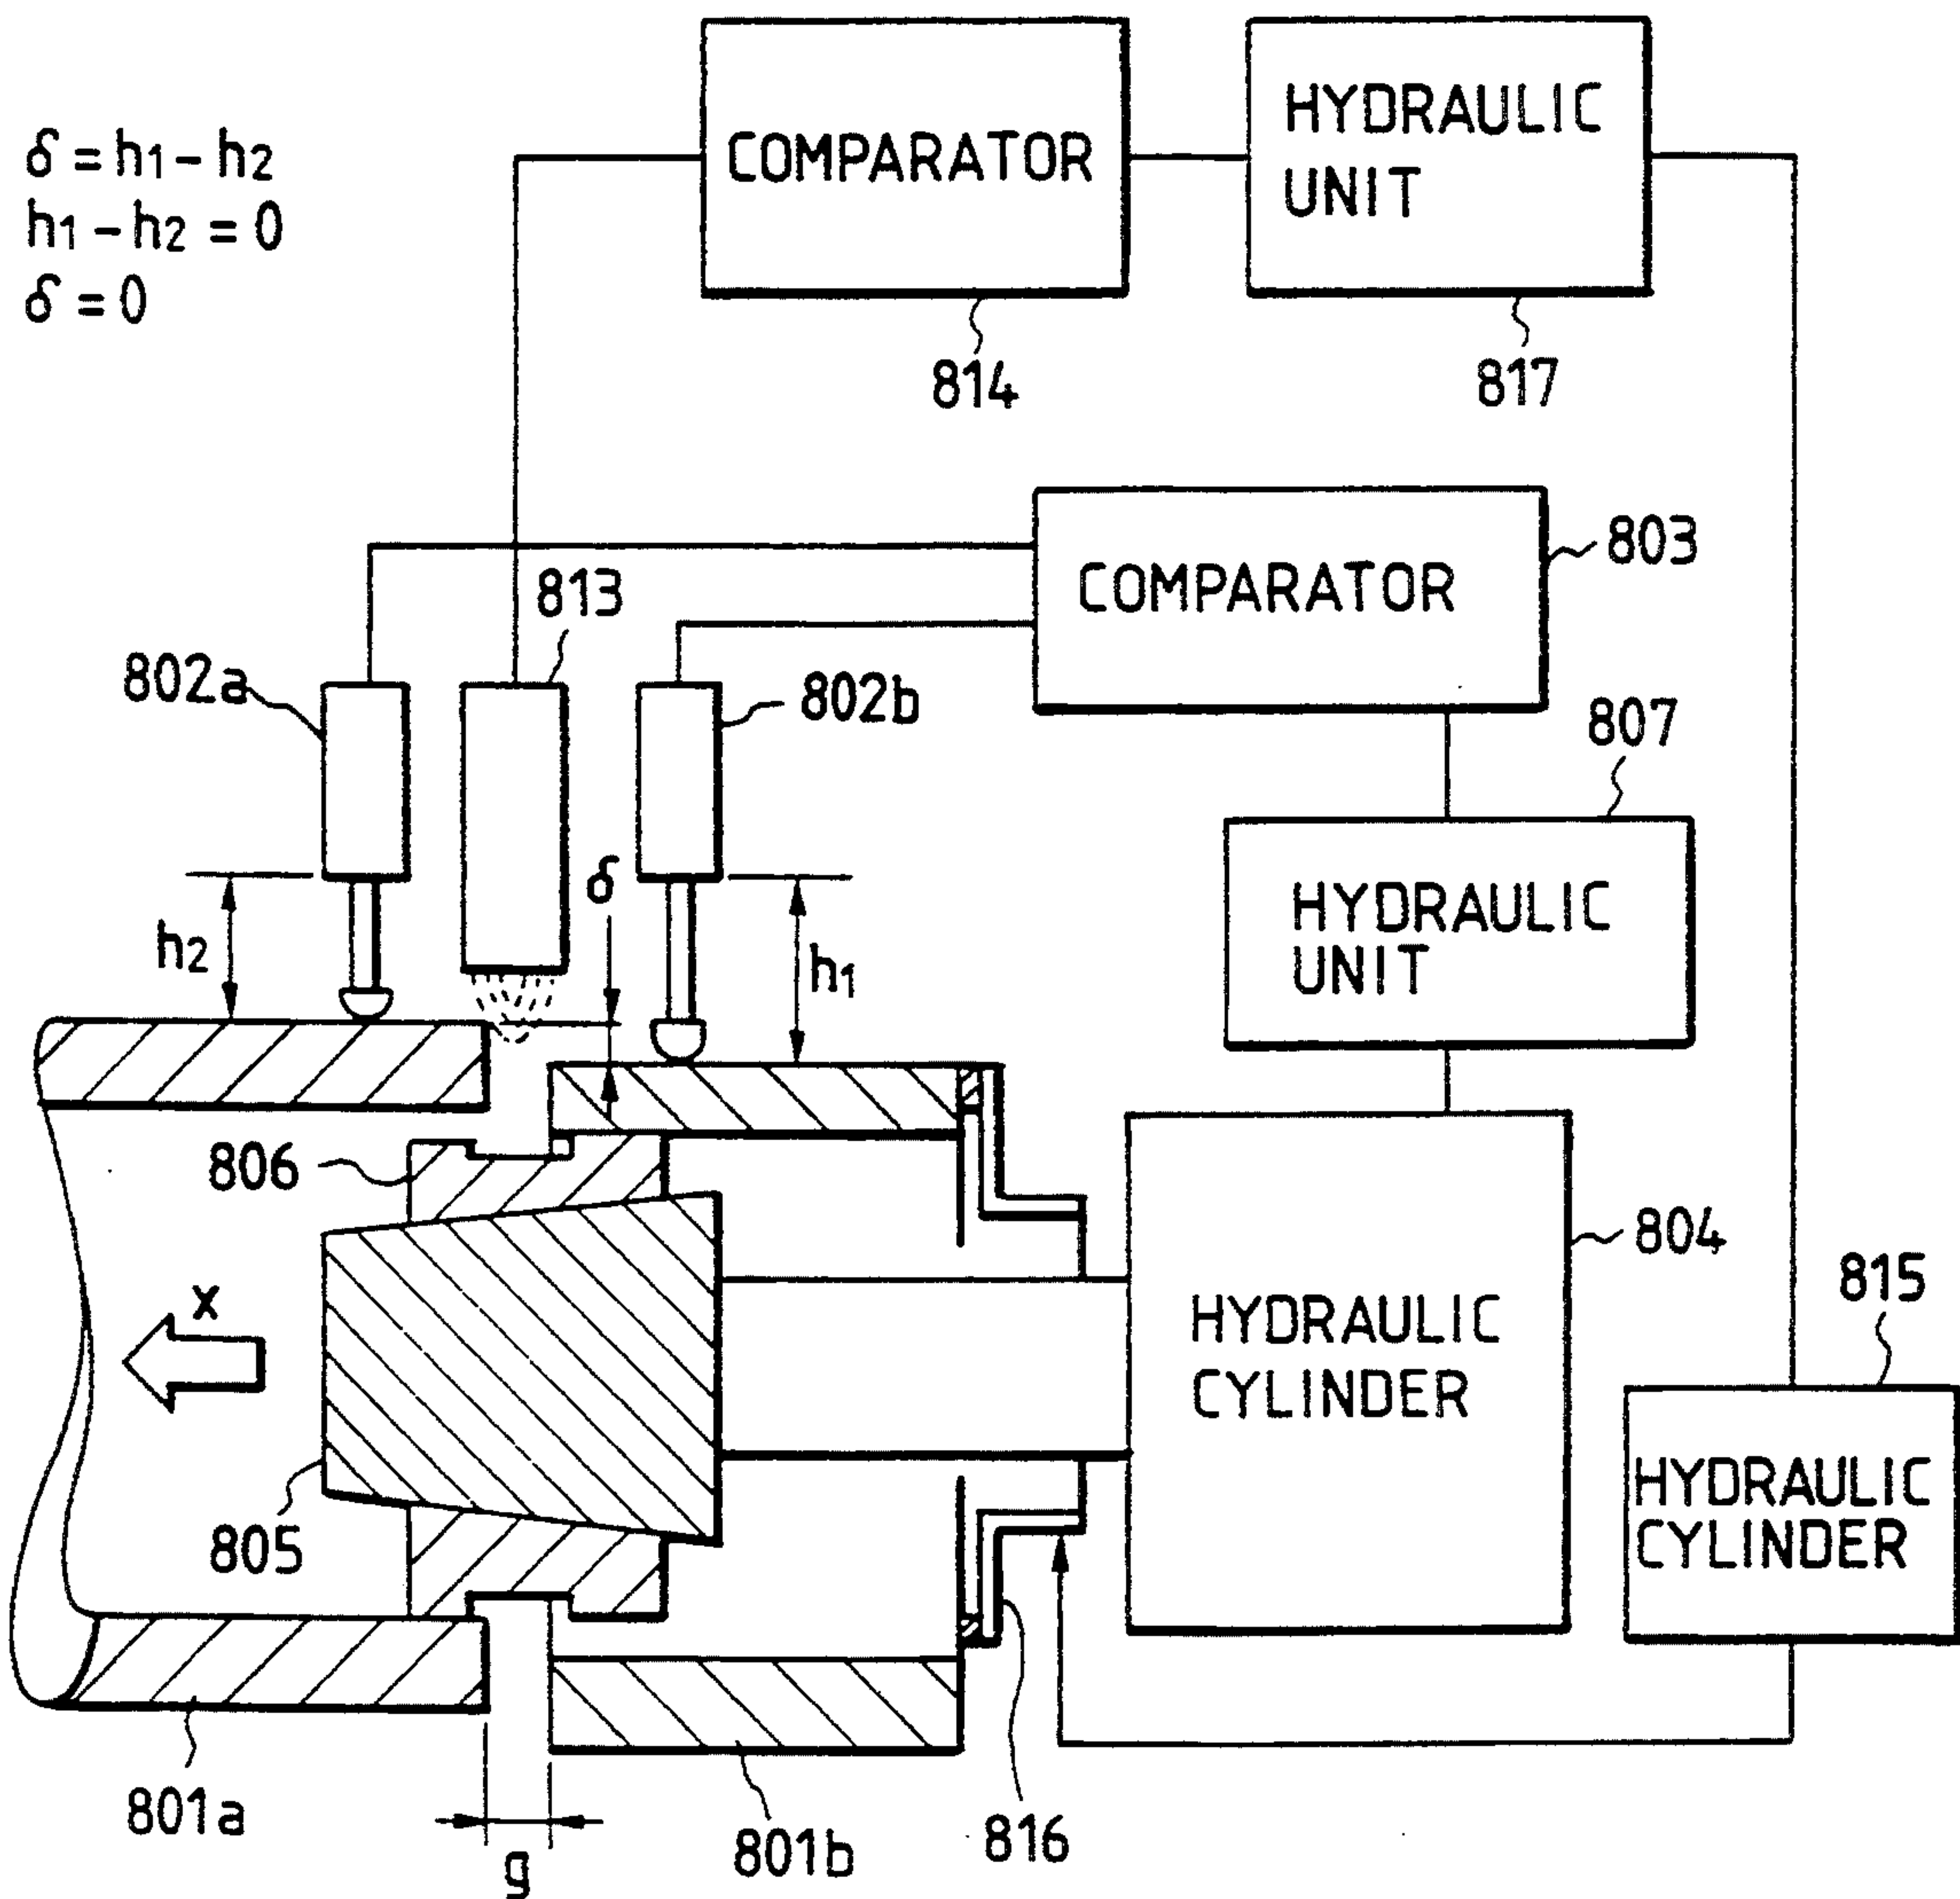 δ = h1 - h2
h1 - h2 = 0
δ = 0
COMPARATOR
HYDRAULIC
UNIT
814
817
COMPARATOR
803
813
802a
802b
807
HYDRAULIC
UNIT
δ
h2
h1
806
804
815
x
HYDRAULIC
CYLINDER
HYDRAULIC
CYLINDER
805
801a
g
801b
816